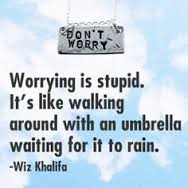 DON'T
WORRY
Worrying is stupid.
It's like walking
around with an umbrella
waiting for it to rain.
-Wiz Khalifa